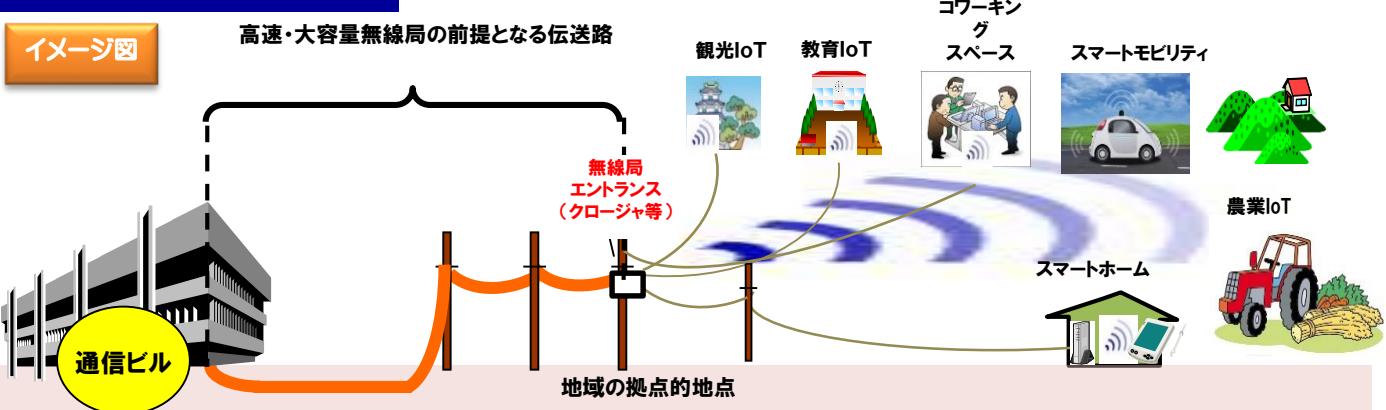 イメージ図
高速・大容量無線局の前提となる伝送路
観光IoT
教育IoT
コワーキン
グ
スペース
スマートモビリティ
無線局
エントランス
（クロージャ等）
農業IoT
スマートホーム
通信ビル
地域の拠点的地点